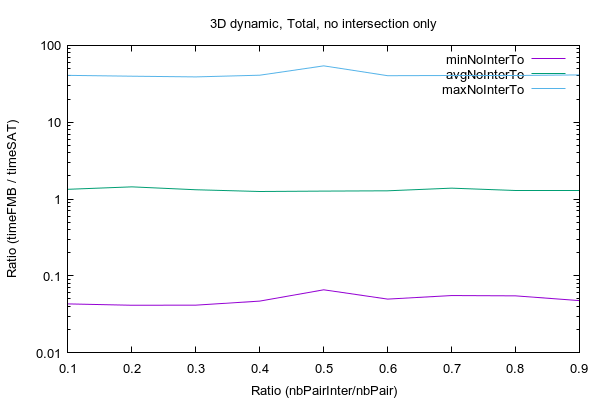 3D dynamic, Total, no intersection only
100
10
1
0.1
0.01
Ratio (timeFMB / timeSAT)
minNoInterTo
avgNoInterTo
maxNoInterTo
0.1 0.2 0.3 0.4 0.5 0.6 0.7 0.8 0.9
Ratio (nbPairInter/nbPair)